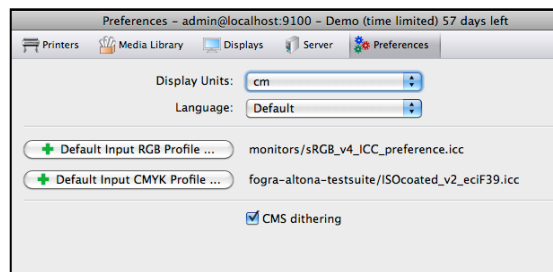 Preferences – admin@localhost:9100 – Demo (time limited) 57 days left
Printers Media Library Displays Server Preferences
Display Units: cm
Language: Default
Default Input RGB Profile ... monitors/sRGB_v4_ICC_preference.icc
Default Input CMYK Profile ... fogra-altona-testsuite/ISOcoated_v2_eciF39.icc
CMS dithering